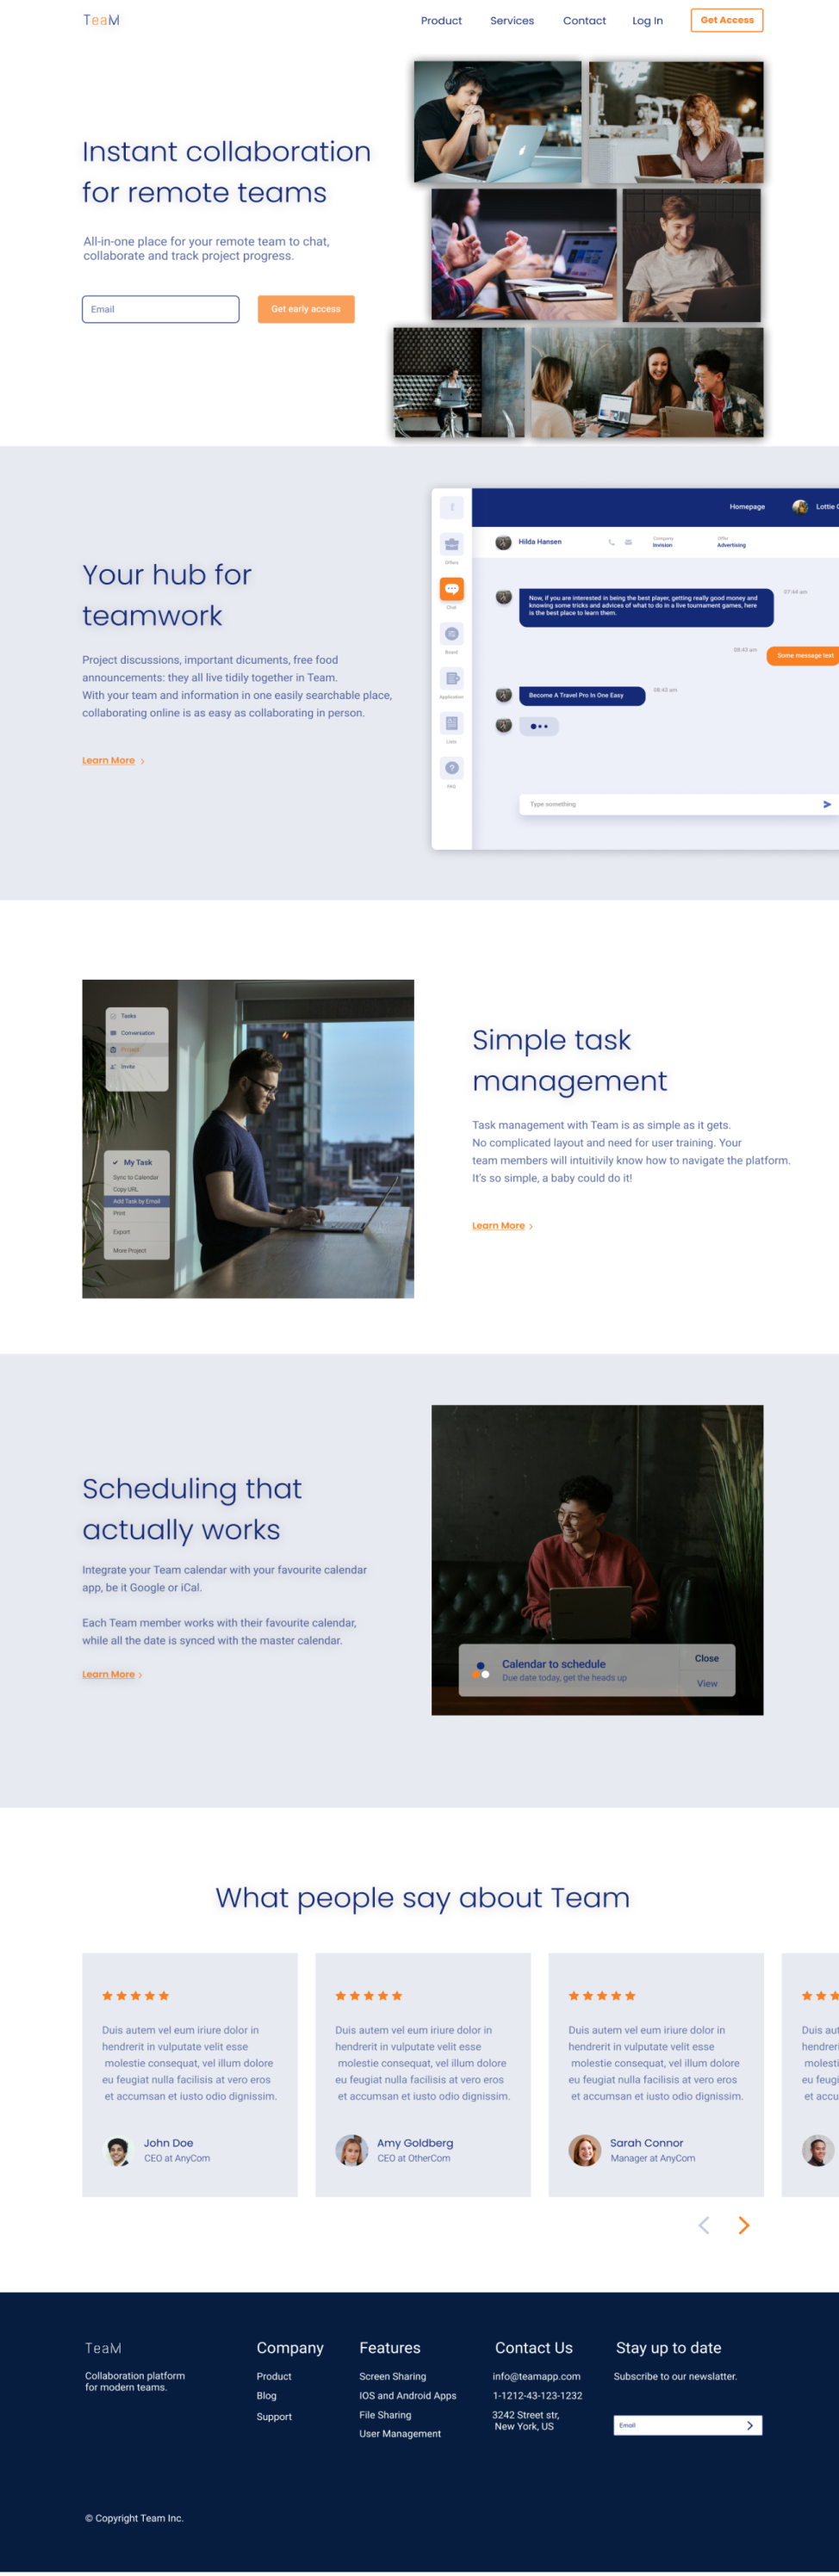 TeaM
Product Services Contact Log In Get Access
Instant collaboration
for remote teams
All-in-one place for your remote team to chat,
collaborate and track project progress.
Email
Get early access
Your hub for
teamwork
Project discussions, important dicuments, free food
announcements: they all live tidily together in Team.
With your team and information in one easily searchable place,
collaborating online is as easy as collaborating in person.
Learn More
t
Offers
Chat
Board
Application
FAQ
Homepage
Lottie
Hilda Hansen
Company
Invision
Offer
Advertising
Now, if you are interested in being the best player, getting really good money and
knowing some tricks and advices of what to do in a live tournament games, here
is the best place to learn them.
07:44 am
08:43 am
Some message text
Become A Travel Pro In One Easy
08:43 am
Type something
Tasks
Conversation
Project
Invite
My Task
Sync to Calendar
Copy URL
Add Task by Email
Print
Export
More Project
Simple task
management
Task management with Team is as simple as it gets.
No complicated layout and need for user training. Your
team members will intuitivily know how to navigate the platform.
It's so simple, a baby could do it!
Learn More
Scheduling that
actually works
Integrate your Team calendar with your favourite calendar
app, be it Google or iCal.
Each Team member works with their favourite calendar,
while all the date is synced with the master calendar.
Learn More
Calendar to schedule
Due date today, get the heads up
Close
View
What people say about Team
Duis autem vel eum iriure dolor in
hendrerit in vulputate velit esse
molestie consequat, vel illum dolore
eu feugiat nulla facilisis at vero eros
et accumsan et iusto odio dignissim.
John Doe
CEO at AnyCom
Duis autem vel eum iriure dolor in
hendrerit in vulputate velit esse
molestie consequat, vel illum dolore
eu feugiat nulla facilisis at vero eros
et accumsan et iusto odio dignissim.
Amy Goldberg
CEO at OtherCom
Duis autem vel eum iriure dolor in
hendrerit in vulputate velit esse
molestie consequat, vel illum dolore
eu feugiat nulla facilisis at vero eros
et accumsan et iusto odio dignissim.
Sarah Connor
Manager at AnyCom
Duis au
hendrer
molesti
eu feugi
et accu
TeaM
Collaboration platform
for modern teams.
Company
Product
Blog
Support
Features
Screen Sharing
IOS and Android Apps
File Sharing
User Management
Contact Us
info@teamapp.com
1-1212-43-123-1232
3242 Street str,
New York, US
Stay up to date
Subscribe to our newslatter.
Email
© Copyright Team Inc.